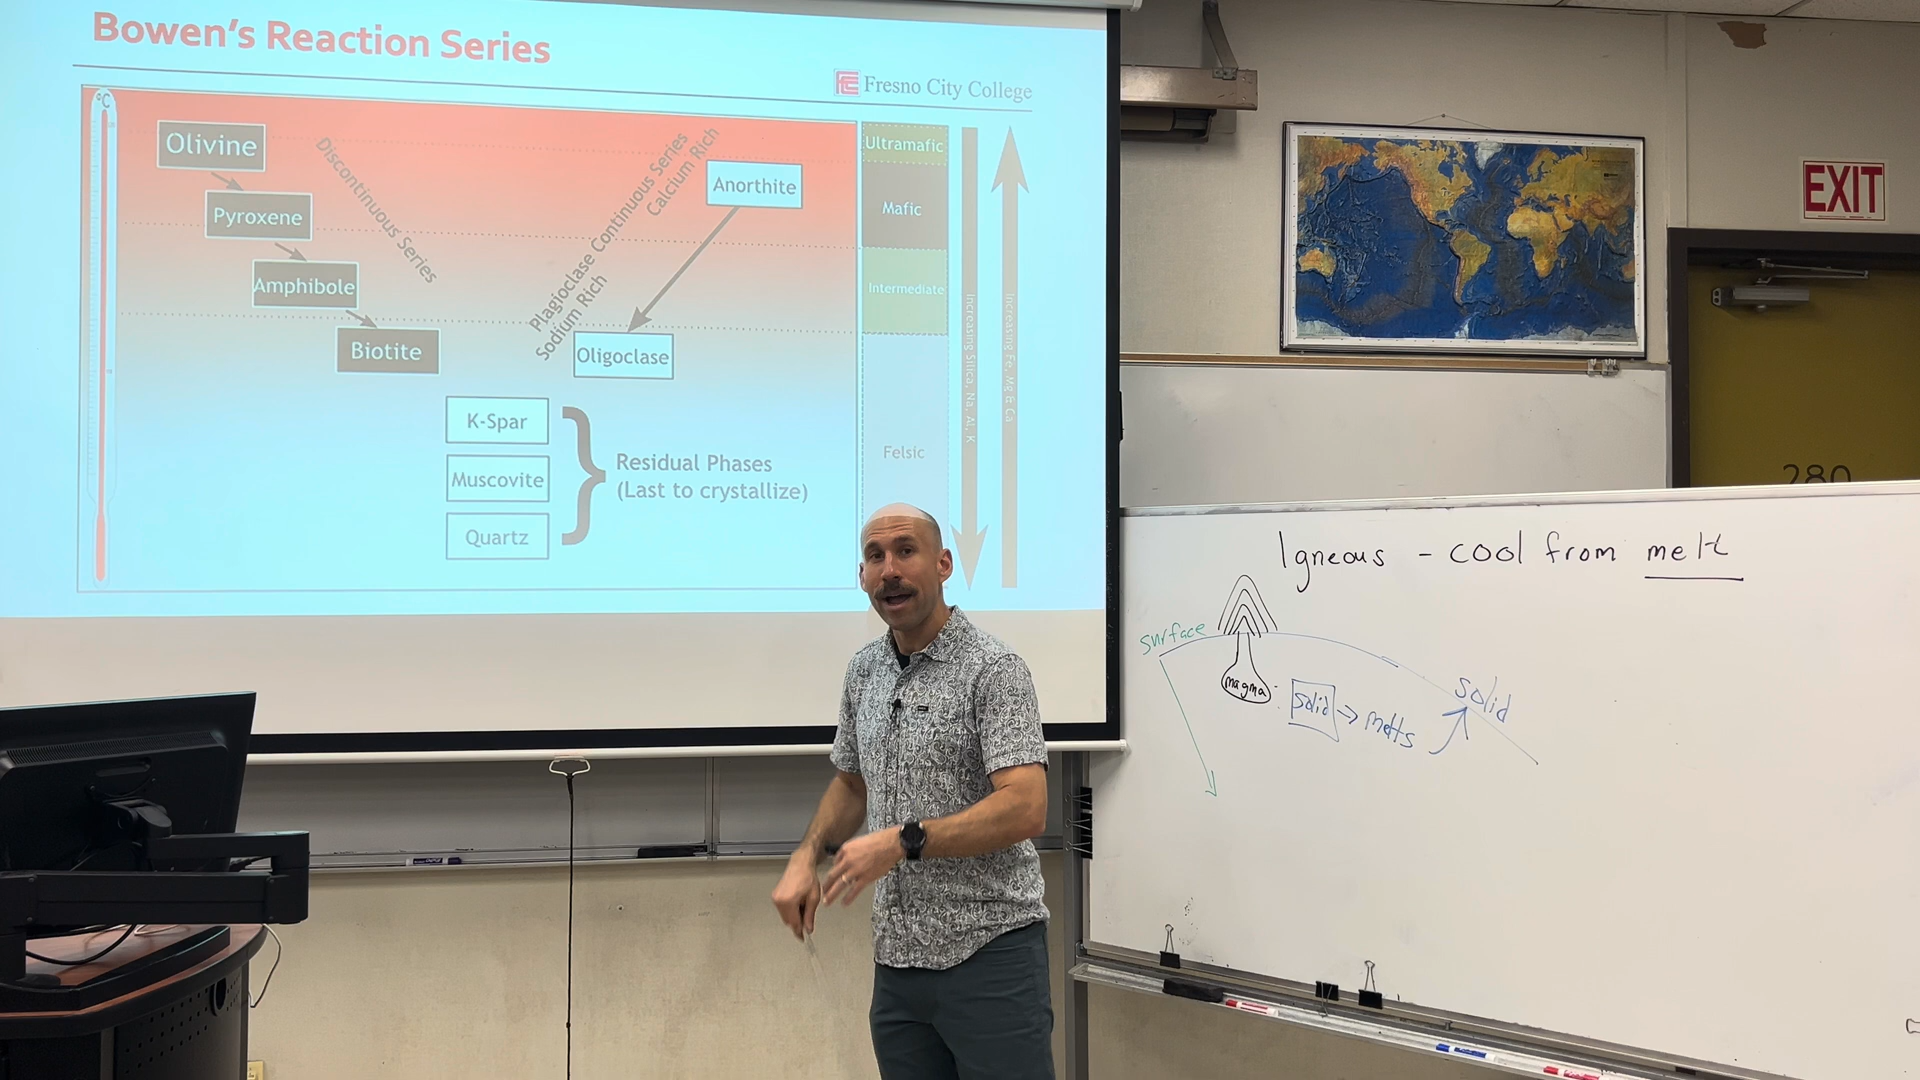 Bowen's Reaction Series
Fresno City College
°C
Olivine
Pyroxene
Amphibole
Biotite
Discontinuous Series
Plagioclase Continuous Series
Calcium Rich
Sodium Rich
Anorthite
Oligoclase
K-Spar
Muscovite
Quartz
Residual Phases
(Last to crystallize)
Ultramafic
Mafic
Intermediate
Felsic
Increasing Silica, Na, Al, K
Increasing Fe, Mg & Ca
EXIT
280
Igneous - cool from melt
surface
magma
solid → melts
solid